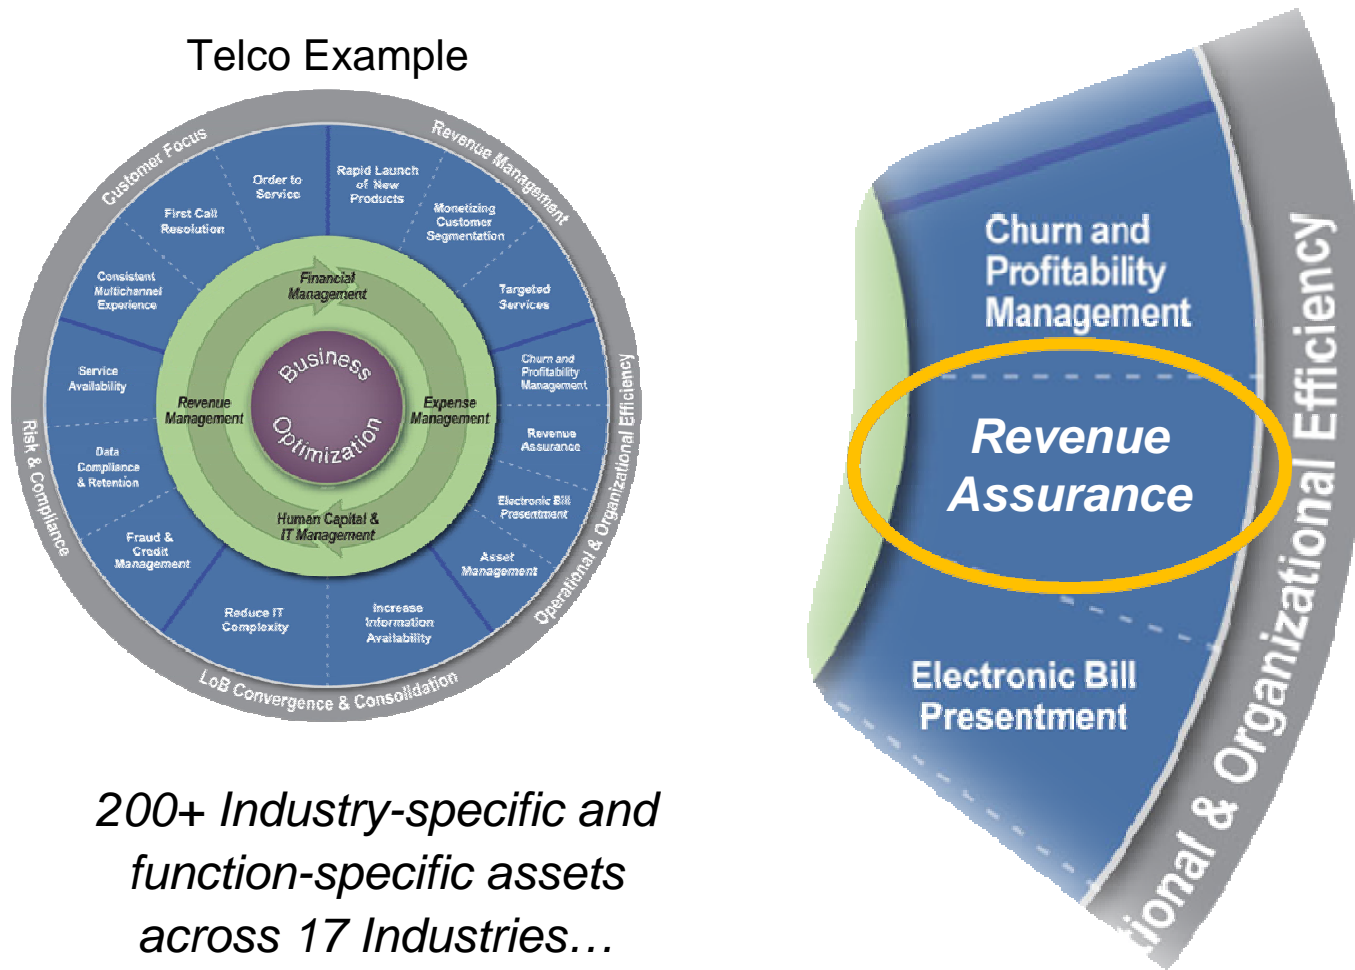 Telco Example
Customer Focus
Revenue Management
Operational & Organizational Efficiency
LoB Convergence & Consolidation
Risk & Compliance
Order to
Service
First Call
Resolution
Consistent
Multichannel
Experience
Rapid Launch
of New
Products
Monetizing
Customer
Segmentation
Targeted
Services
Churn and
Profitability
Management
Revenue
Assurance
Electronic Bill
Presentment
Asset
Management
Increase
Information
Availability
Reduce IT
Complexity
Fraud &
Credit
Management
Data
Compliance
& Retention
Service
Availability
Financial
Management
Expense
Management
Human Capital &
IT Management
Revenue
Management
Business
Optimization
200+ Industry-specific and
function-specific assets
across 17 Industries…
Churn and
Profitability
Management
Revenue
Assurance
Electronic Bill
Presentment
tional & Organizational Efficiency